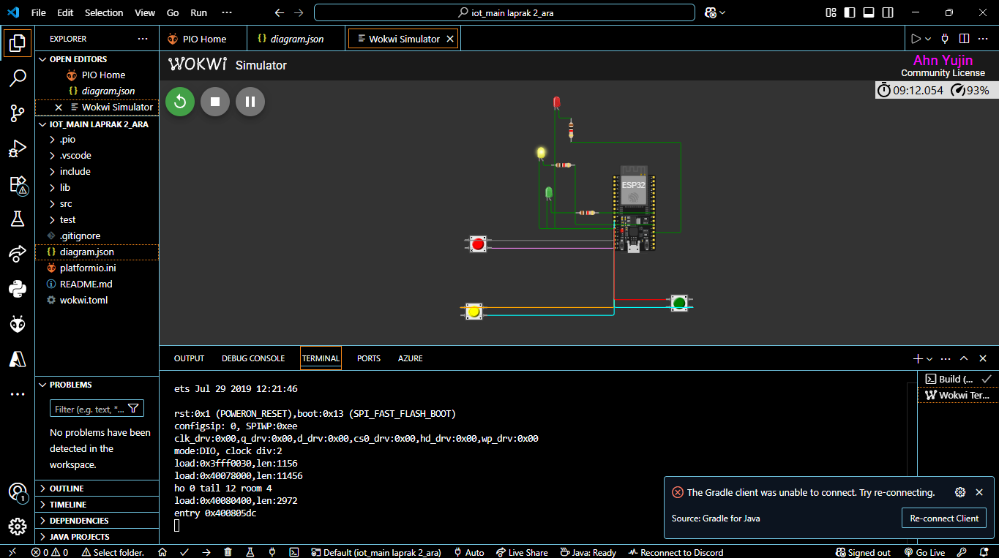 File Edit Selection View Go Run ··· iot_main laprak 2_ara
EXPLORER ···
OPEN EDITORS
PIO Home
{} diagram.json
Wokwi Simulator
IOT_MAIN LAPRAK 2_ARA
.pio
.vscode
include
lib
src
test
.gitignore
{} diagram.json
platformio.ini
README.md
wokwi.toml
PROBLEMS
Filter (e.g. text, *...
No problems have been
detected in the
workspace.
OUTLINE
TIMELINE
DEPENDENCIES
JAVA PROJECTS
PIO Home {} diagram.json Wokwi Simulator
WOKWI Simulator
Ahn Yujin
Community License
09:12.054 93%
ESP32
OUTPUT DEBUG CONSOLE TERMINAL PORTS AZURE
ets Jul 29 2019 12:21:46
rst:0x1 (POWERON_RESET),boot:0x13 (SPI_FAST_FLASH_BOOT)
configsip: 0, SPIWP:0xee
clk_drv:0x00,q_drv:0x00,d_drv:0x00,cs0_drv:0x00,hd_drv:0x00,wp_drv:0x00
mode:DIO, clock div:2
load:0x3fff0030,len:1156
load:0x40078000,len:11456
ho 0 tail 12 room 4
load:0x40080400,len:2972
entry 0x400805dc
Build (...
Wokwi Ter...
The Gradle client was unable to connect. Try re-connecting.
Source: Gradle for Java Re-connect Client
1
0 0 Select folder. Default (iot_main laprak 2_ara) Auto Live Share Java: Ready Reconnect to Discord Signed out Go Live